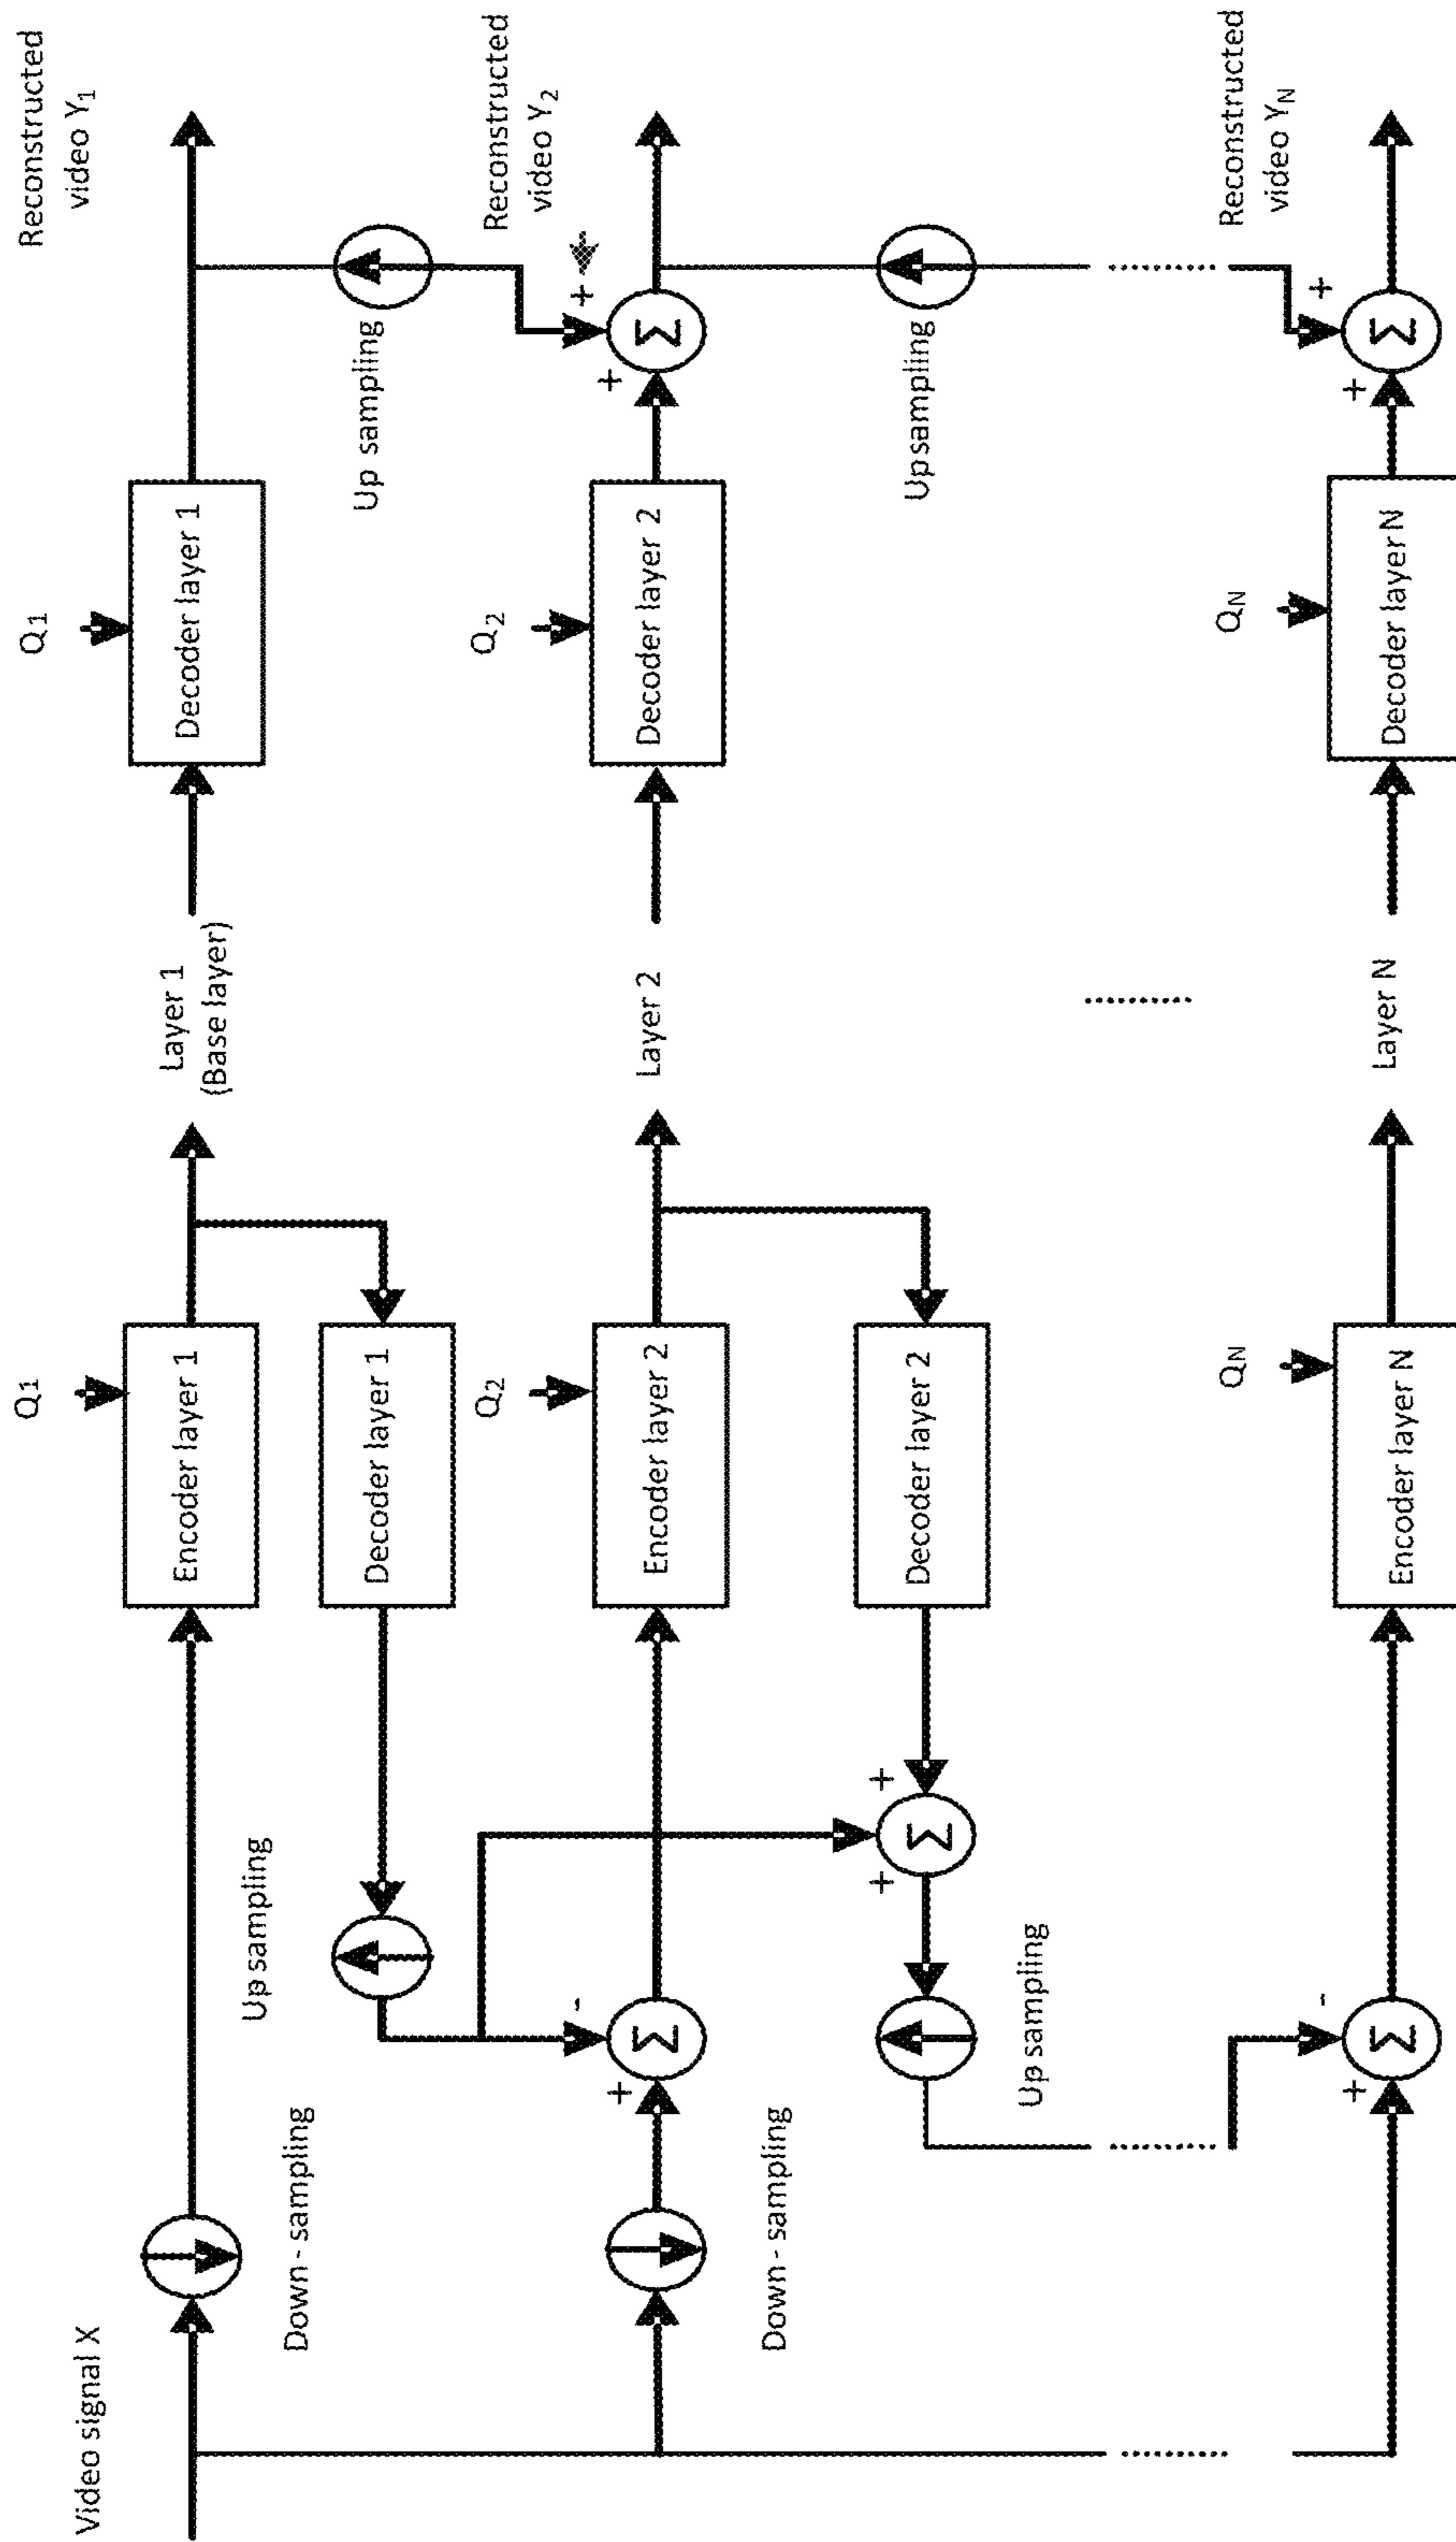 Video signal X
Down - sampling
Up sampling
Q1
Encoder layer 1
Decoder layer 1
Layer 1
(Base layer)
Q1
Decoder layer 1
Reconstructed
video Y1
Up sampling
+
-
Σ
Down - sampling
Q2
Encoder layer 2
Layer 2
Q2
Decoder layer 2
+
+
Σ
Reconstructed
video Y2
Decoder layer 2
+
+
Σ
Up sampling
Up sampling
+
-
Σ
QN
Encoder layer N
Layer N
QN
Decoder layer N
+
+
Σ
Reconstructed
video YN